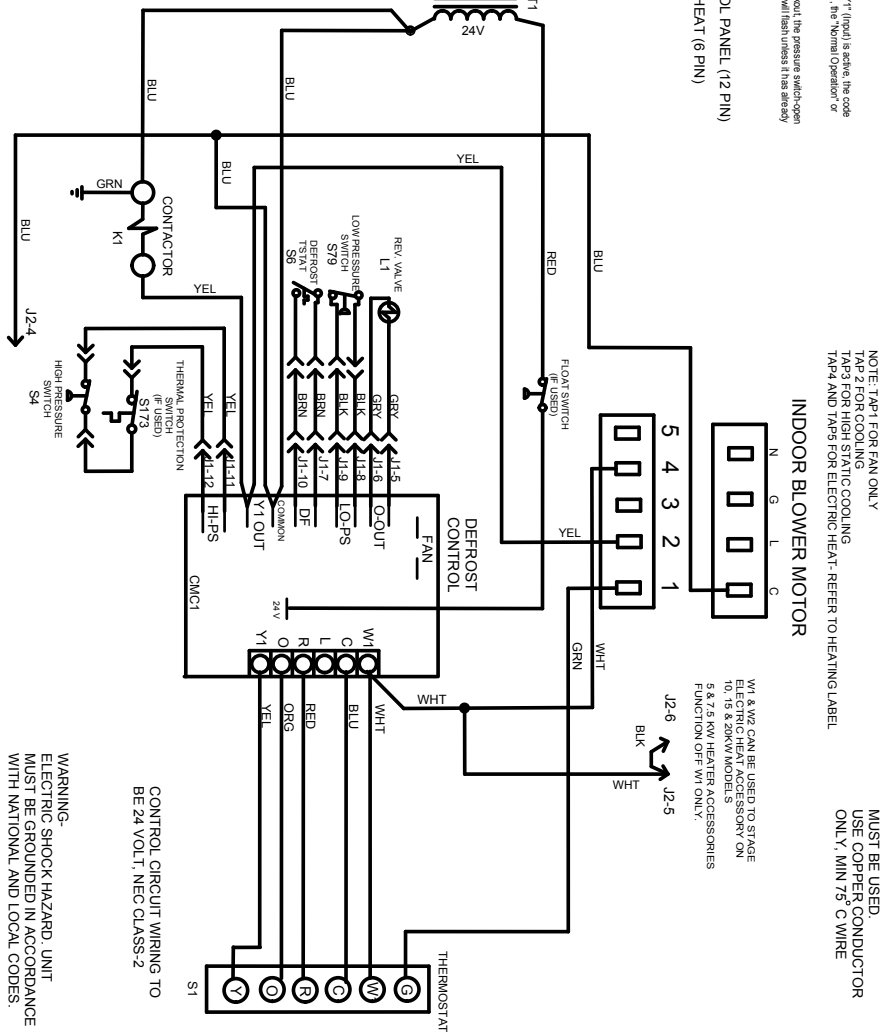 Y1" (Input) is active, the code
, the "Normal Operation" or
kout, the pressure switch-open
will flash unless it has already
OL PANEL (12 PIN)
HEAT (6 PIN)
NOTE: TAP1 FOR FAN ONLY
TAP 2 FOR COOLING
TAP3 FOR HIGH STATIC COOLING
TAP4 AND TAP5 FOR ELECTRIC HEAT- REFER TO HEATING LABEL
MUST BE USED.
USE COPPER CONDUCTOR
ONLY, MIN 75° C WIRE
T1
24V
INDOOR BLOWER MOTOR
N
G
L
C
5
4
3
2
1
BLU
BLU
BLU
YEL
RED
BLU
FLOAT SWITCH
(IF USED)
YEL
WHT
GRN
W1 & W2 CAN BE USED TO STAGE
ELECTRIC HEAT ACCESSORY ON
10, 15 & 20KW MODELS
5 & 7.5 KW HEATER ACCESSORIES
FUNCTION OFF W1 ONLY.
J2-6
BLK
J2-5
WHT
WHT
GRN
CONTACTOR
K1
YEL
BLU
J2-4
REV. VALVE
L1
LOW PRESSURE
SWITCH
S79
DEFROST
T'STAT
S6
GRY
GRY
BLK
BLK
BRN
BRN
J1-5
J1-6
J1-8
J1-9
J1-7
J1-10
YEL
YEL
J1-11
J1-12
THERMAL PROTECTION
SWITCH
(IF USED)
S173
HIGH PRESSURE
SWITCH
S4
DEFROST
CONTROL
FAN
O-OUT
LO-PS
DF
COMMON
Y1 OUT
HI-PS
CMC1
24 V
W1
C
L
R
O
Y1
WHT
BLU
RED
ORG
YEL
THERMOSTAT
G
W
C
R
O
Y
S1
CONTROL CIRCUIT WIRING TO
BE 24 VOLT, NEC CLASS-2
WARNING-
ELECTRIC SHOCK HAZARD. UNIT
MUST BE GROUNDED IN ACCORDANCE
WITH NATIONAL AND LOCAL CODES.